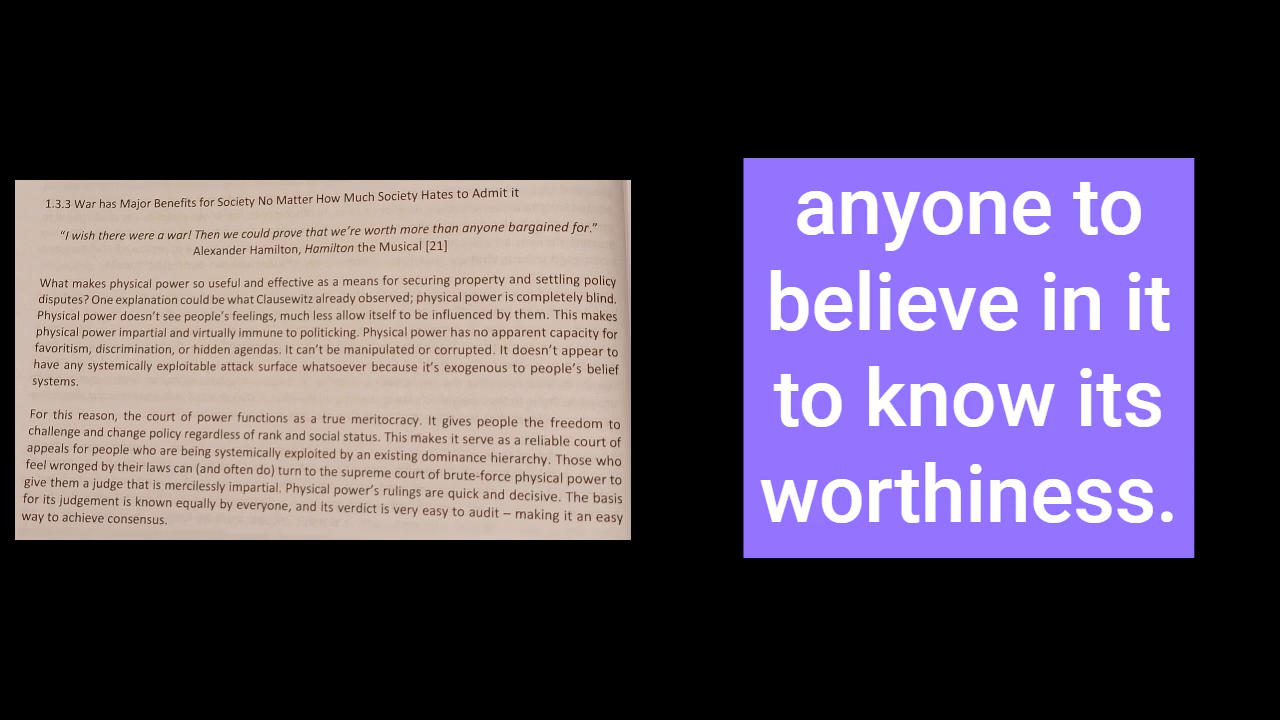 1.3.3 War has Major Benefits for Society No Matter How Much Society Hates to Admit it
"I wish there were a war! Then we could prove that we're worth more than anyone bargained for."
Alexander Hamilton, Hamilton the Musical [21]
What makes physical power so useful and effective as a means for securing property and settling policy
disputes? One explanation could be what Clausewitz already observed; physical power is completely blind.
Physical power doesn't see people's feelings, much less allow itself to be influenced by them. This makes
physical power impartial and virtually immune to politicking. Physical power has no apparent capacity for
favoritism, discrimination, or hidden agendas. It can't be manipulated or corrupted. It doesn't appear to
have any systemically exploitable attack surface whatsoever because it's exogenous to people's belief
systems.
For this reason, the court of power functions as a true meritocracy. It gives people the freedom to
challenge and change policy regardless of rank and social status. This makes it serve as a reliable court of
appeals for people who are being systemically exploited by an existing dominance hierarchy. Those who
feel wronged by their laws can (and often do) turn to the supreme court of brute-force physical power to
give them a judge that is mercilessly impartial. Physical power's rulings are quick and decisive. The basis
for its judgement is known equally by everyone, and its verdict is very easy to audit – making it an easy
way to achieve consensus.
anyone to
believe in it
to know its
worthiness.